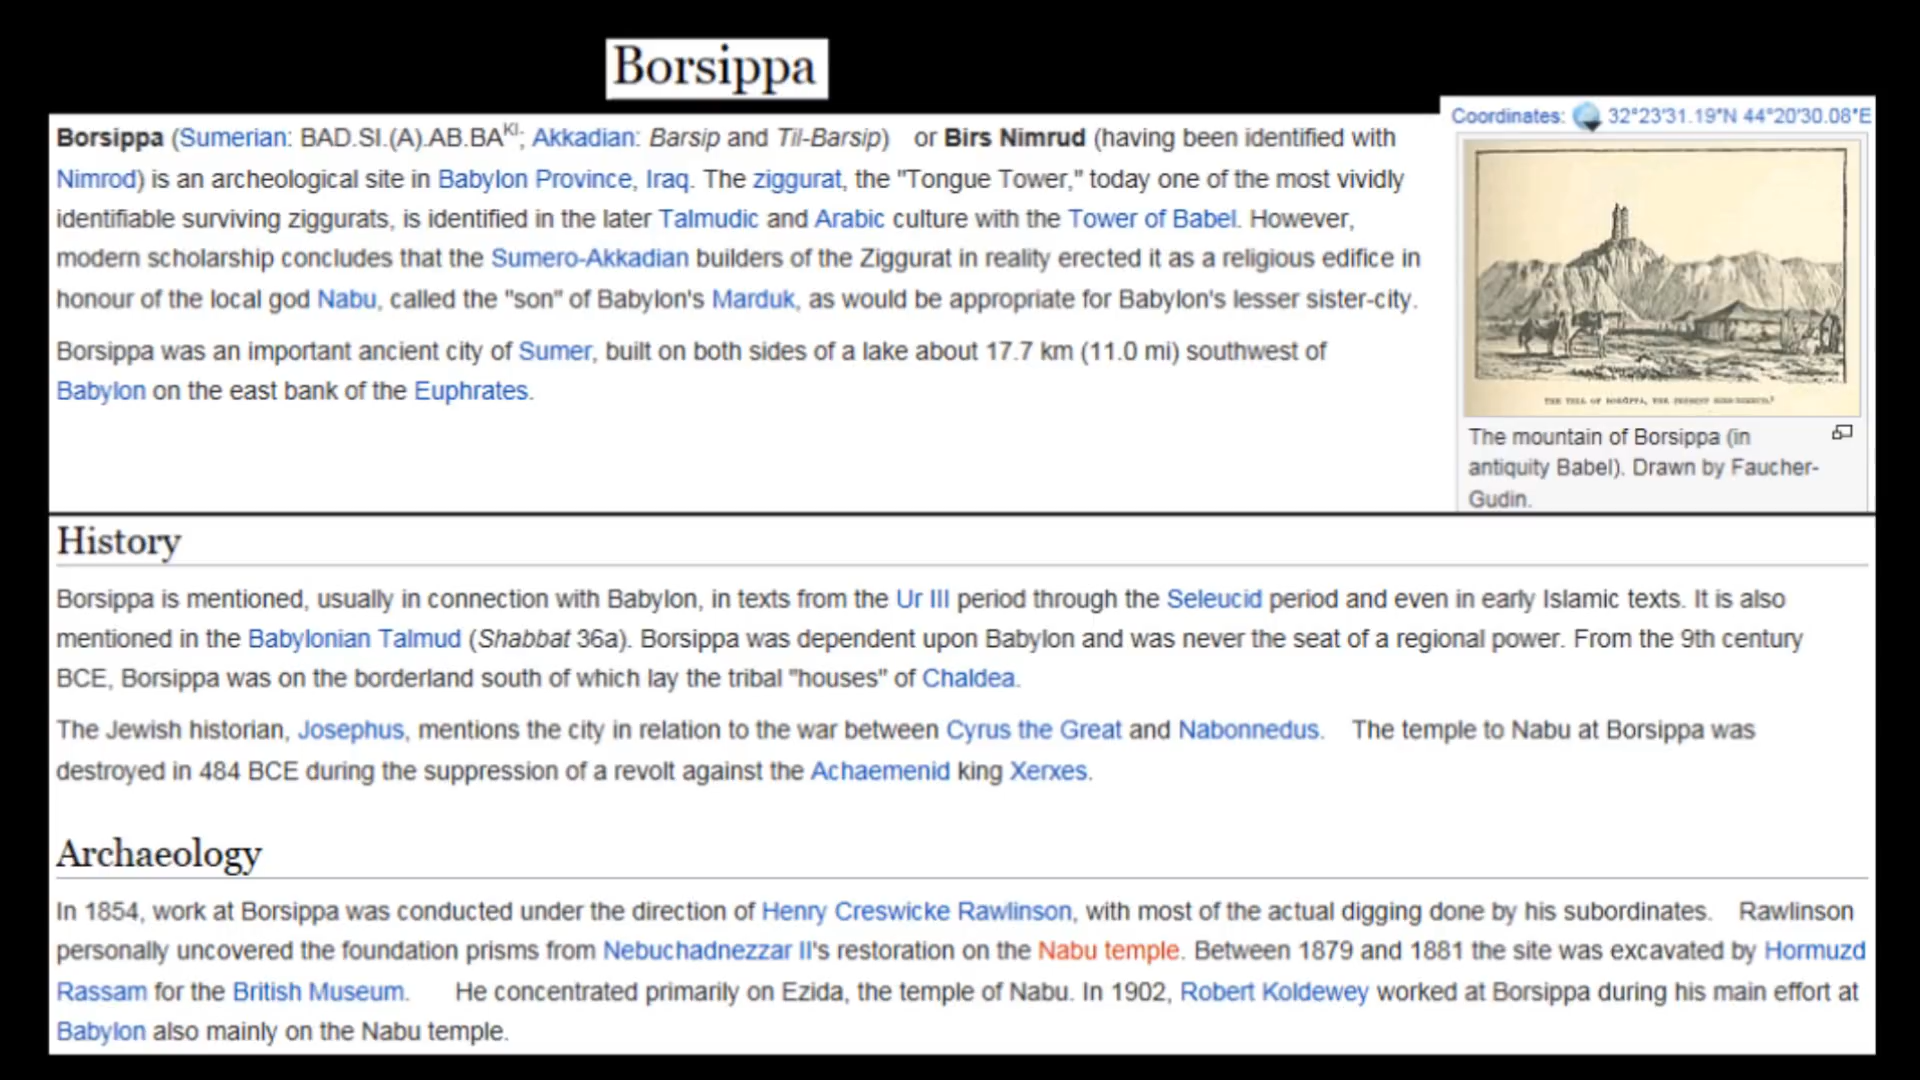 Borsippa
Coordinates: 32°23'31.19"N 44°20'30.08"E
Borsippa (Sumerian: BAD.SI.(A).AB.BAKI; Akkadian: Barsip and Til-Barsip) or Birs Nimrud (having been identified with
Nimrod) is an archeological site in Babylon Province, Iraq. The ziggurat, the "Tongue Tower," today one of the most vividly
identifiable surviving ziggurats, is identified in the later Talmudic and Arabic culture with the Tower of Babel. However,
modern scholarship concludes that the Sumero-Akkadian builders of the Ziggurat in reality erected it as a religious edifice in
honour of the local god Nabu, called the "son" of Babylon's Marduk, as would be appropriate for Babylon's lesser sister-city.
Borsippa was an important ancient city of Sumer, built on both sides of a lake about 17.7 km (11.0 mi) southwest of
Babylon on the east bank of the Euphrates.
THE TELL OF BORSIPPA, THE PRESENT
The mountain of Borsippa (in
antiquity Babel). Drawn by Faucher-
Gudin.
History
Borsippa is mentioned, usually in connection with Babylon, in texts from the Ur III period through the Seleucid period and even in early Islamic texts. It is also
mentioned in the Babylonian Talmud (Shabbat 36a). Borsippa was dependent upon Babylon and was never the seat of a regional power. From the 9th century
BCE, Borsippa was on the borderland south of which lay the tribal "houses" of Chaldea.
The Jewish historian, Josephus, mentions the city in relation to the war between Cyrus the Great and Nabonnedus. The temple to Nabu at Borsippa was
destroyed in 484 BCE during the suppression of a revolt against the Achaemenid king Xerxes.
Archaeology
In 1854, work at Borsippa was conducted under the direction of Henry Creswicke Rawlinson, with most of the actual digging done by his subordinates. Rawlinson
personally uncovered the foundation prisms from Nebuchadnezzar II's restoration on the Nabu temple. Between 1879 and 1881 the site was excavated by Hormuzd
Rassam for the British Museum. He concentrated primarily on Ezida, the temple of Nabu. In 1902, Robert Koldewey worked at Borsippa during his main effort at
Babylon also mainly on the Nabu temple.